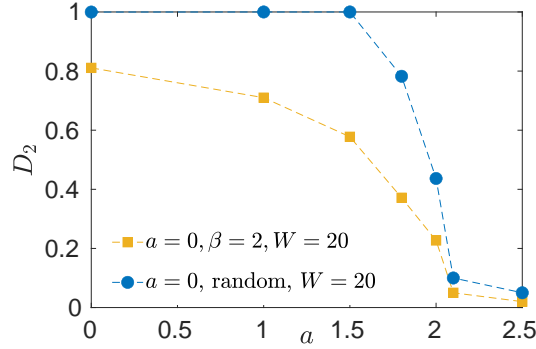 1
0.8
0.6
0.4
0.2
0
D₂
a = 0, β = 2, W = 20
a = 0, random, W = 20
0 0.5 1 1.5 2 2.5
a